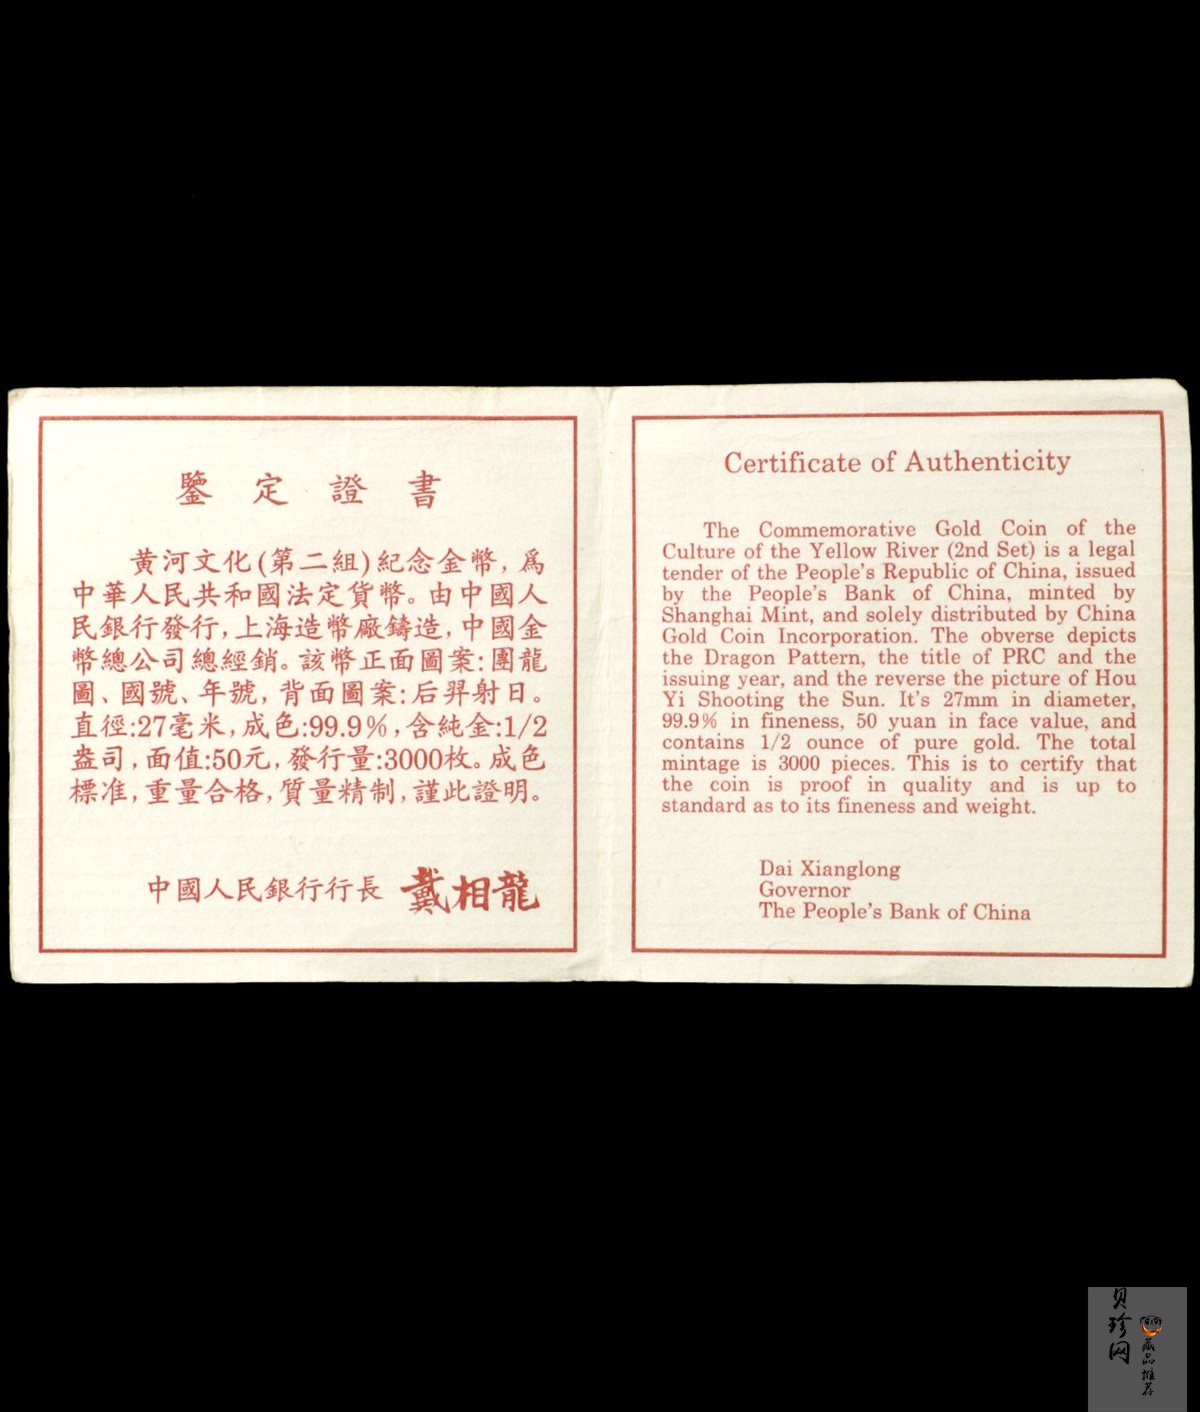 鑒定證書
黄河文化(第二組)紀念金幣,爲
中華人民共和國法定貨幣。由中國人
民銀行發行,上海造幣廠鑄造,中國金
幣總公司總經銷。該幣正面圖案:團龍
圖、國號、年號,背面圖案:后羿射日。
直徑:27毫米,成色:99.9%,含純金:1/2
盎司,面值:50元,發行量:3000枚。成色
標准,重量合格,質量精制,謹此證明。
中國人民銀行行長 戴相龍
Certificate of Authenticity
The Commemorative Gold Coin of the
Culture of the Yellow River (2nd Set) is a legal
tender of the People's Republic of China, issued
by the People's Bank of China, minted by
Shanghai Mint, and solely distributed by China
Gold Coin Incorporation. The obverse depicts
the Dragon Pattern, the title of PRC and the
issuing year, and the reverse the picture of Hou
Yi Shooting the Sun. It's 27mm in diameter,
99.9% in fineness, 50 yuan in face value, and
contains 1/2 ounce of pure gold. The total
mintage is 3000 pieces. This is to certify that
the coin is proof in quality and is up to
standard as to its fineness and weight.
Dai Xianglong
Governor
The People's Bank of China
贝珍网
藏品推荐